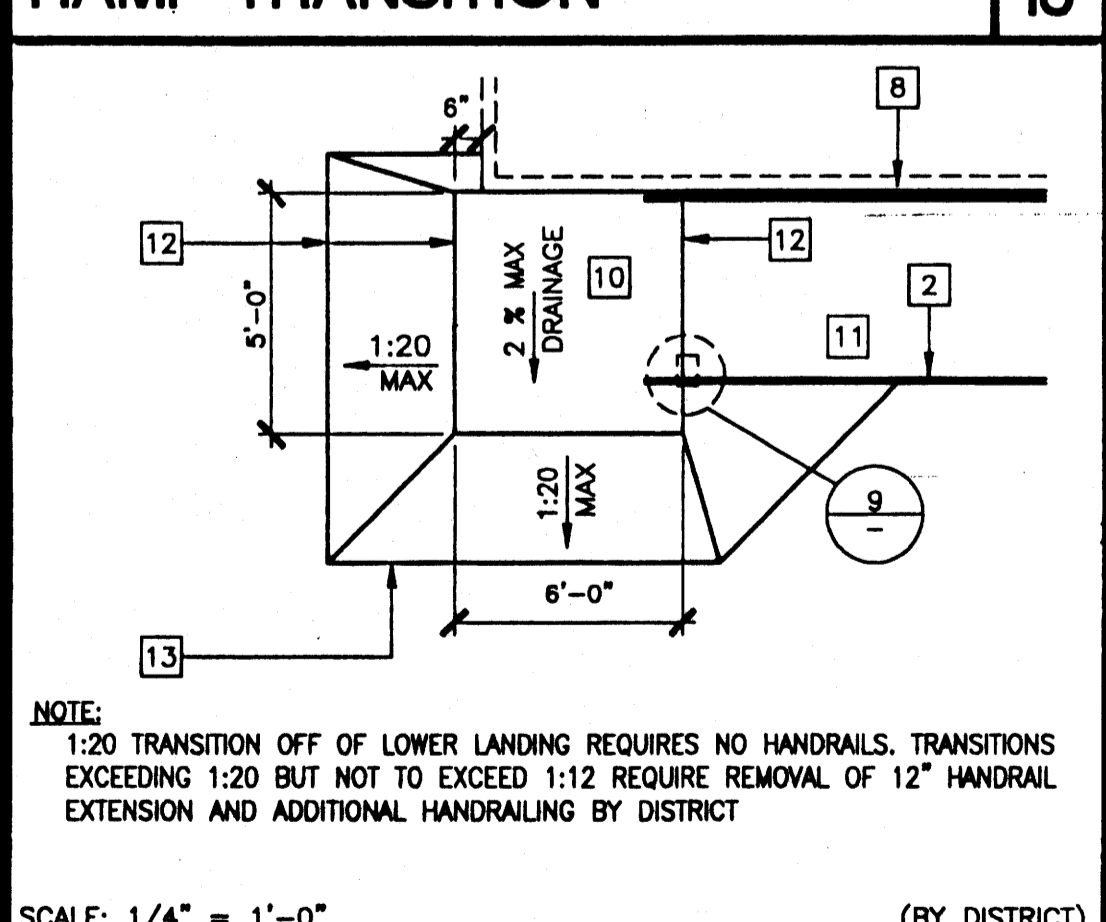 RAMP TRANSITION
10
6"
8
12
12
10
2 % MAX
DRAINAGE
2
5'-0"
11
1:20
MAX
1:20
MAX
9
-
6'-0"
13
NOTE:
1:20 TRANSITION OFF OF LOWER LANDING REQUIRES NO HANDRAILS. TRANSITIONS
EXCEEDING 1:20 BUT NOT TO EXCEED 1:12 REQUIRE REMOVAL OF 12" HANDRAIL
EXTENSION AND ADDITIONAL HANDRAILING BY DISTRICT
SCALE: 1/4" = 1'-0"
(BY DISTRICT)